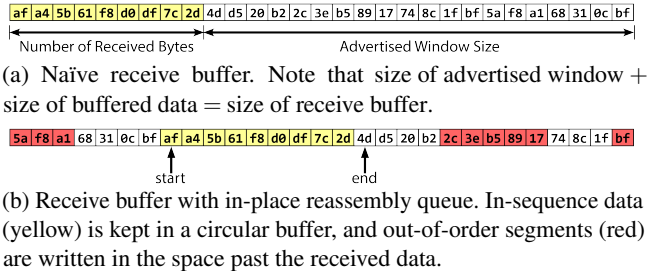 af a4 5b 61 f8 d0 df 7c 2d 4d d5 20 b2 2c 3e b5 89 17 74 8c 1f bf 5a f8 a1 68 31 0c bf
Number of Received Bytes Advertised Window Size
(a) Naïve receive buffer. Note that size of advertised window +
size of buffered data = size of receive buffer.
5a f8 a1 68 31 0c bf af a4 5b 61 f8 d0 df 7c 2d 4d d5 20 b2 2c 3e b5 89 17 74 8c 1f bf
start end
(b) Receive buffer with in-place reassembly queue. In-sequence data
(yellow) is kept in a circular buffer, and out-of-order segments (red)
are written in the space past the received data.